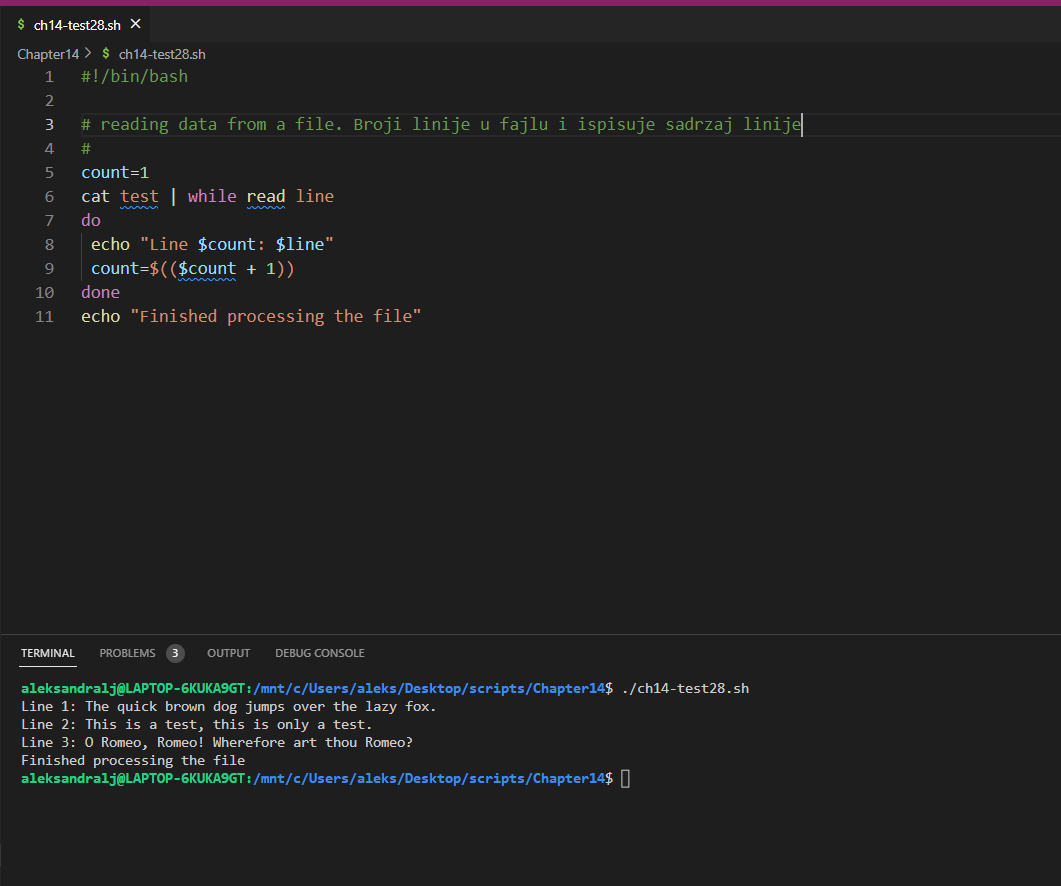 $ ch14-test28.sh ×
Chapter14 > $ ch14-test28.sh
1 #!/bin/bash
2
3 # reading data from a file. Broji linije u fajlu i ispisuje sadrzaj linije
4 #
5 count=1
6 cat test | while read line
7 do
8 echo "Line $count: $line"
9 count=$(($count + 1))
10 done
11 echo "Finished processing the file"
TERMINAL PROBLEMS 3 OUTPUT DEBUG CONSOLE
aleksandralj@LAPTOP-6KUKA9GT:/mnt/c/Users/aleks/Desktop/scripts/Chapter14$ ./ch14-test28.sh
Line 1: The quick brown dog jumps over the lazy fox.
Line 2: This is a test, this is only a test.
Line 3: O Romeo, Romeo! Wherefore art thou Romeo?
Finished processing the file
aleksandralj@LAPTOP-6KUKA9GT:/mnt/c/Users/aleks/Desktop/scripts/Chapter14$